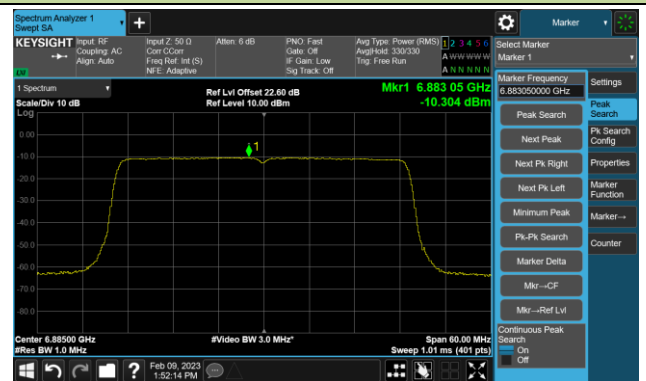 Spectrum Analyzer 1
Swept SA
Marker
KEYSIGHT
Input: RF
Coupling: AC
Align: Auto
Input Z: 50 Ω
Corr CCorr
Freq Ref: Int (S)
NFE: Adaptive
Atten: 6 dB
PNO: Fast
Gate: Off
IF Gain: Low
Sig Track: Off
Avg Type: Power (RMS)
Avg|Hold: 330/330
Trig: Free Run
1 2 3 4 5 6
A W W W W W
A N N N N N
Select Marker
Marker 1
1 Spectrum
Scale/Div 10 dB
Log
Ref Lvl Offset 22.60 dB
Ref Level 10.00 dBm
Mkr1 6.883 05 GHz
-10.304 dBm
0.00
-10.0
-20.0
-30.0
-40.0
-50.0
-60.0
-70.0
-80.0
1
Center 6.88500 GHz
#Res BW 1.0 MHz
#Video BW 3.0 MHz*
Span 60.00 MHz
Sweep 1.01 ms (401 pts)
Marker Frequency
6.883050000 GHz
Peak Search
Next Peak
Next Pk Right
Next Pk Left
Minimum Peak
Pk-Pk Search
Marker Delta
Mkr→CF
Mkr→Ref Lvl
Continuous Peak
Search
On
Off
Settings
Peak
Search
Pk Search
Config
Properties
Marker
Function
Marker→
Counter
?
Feb 09, 2023
1:52:14 PM